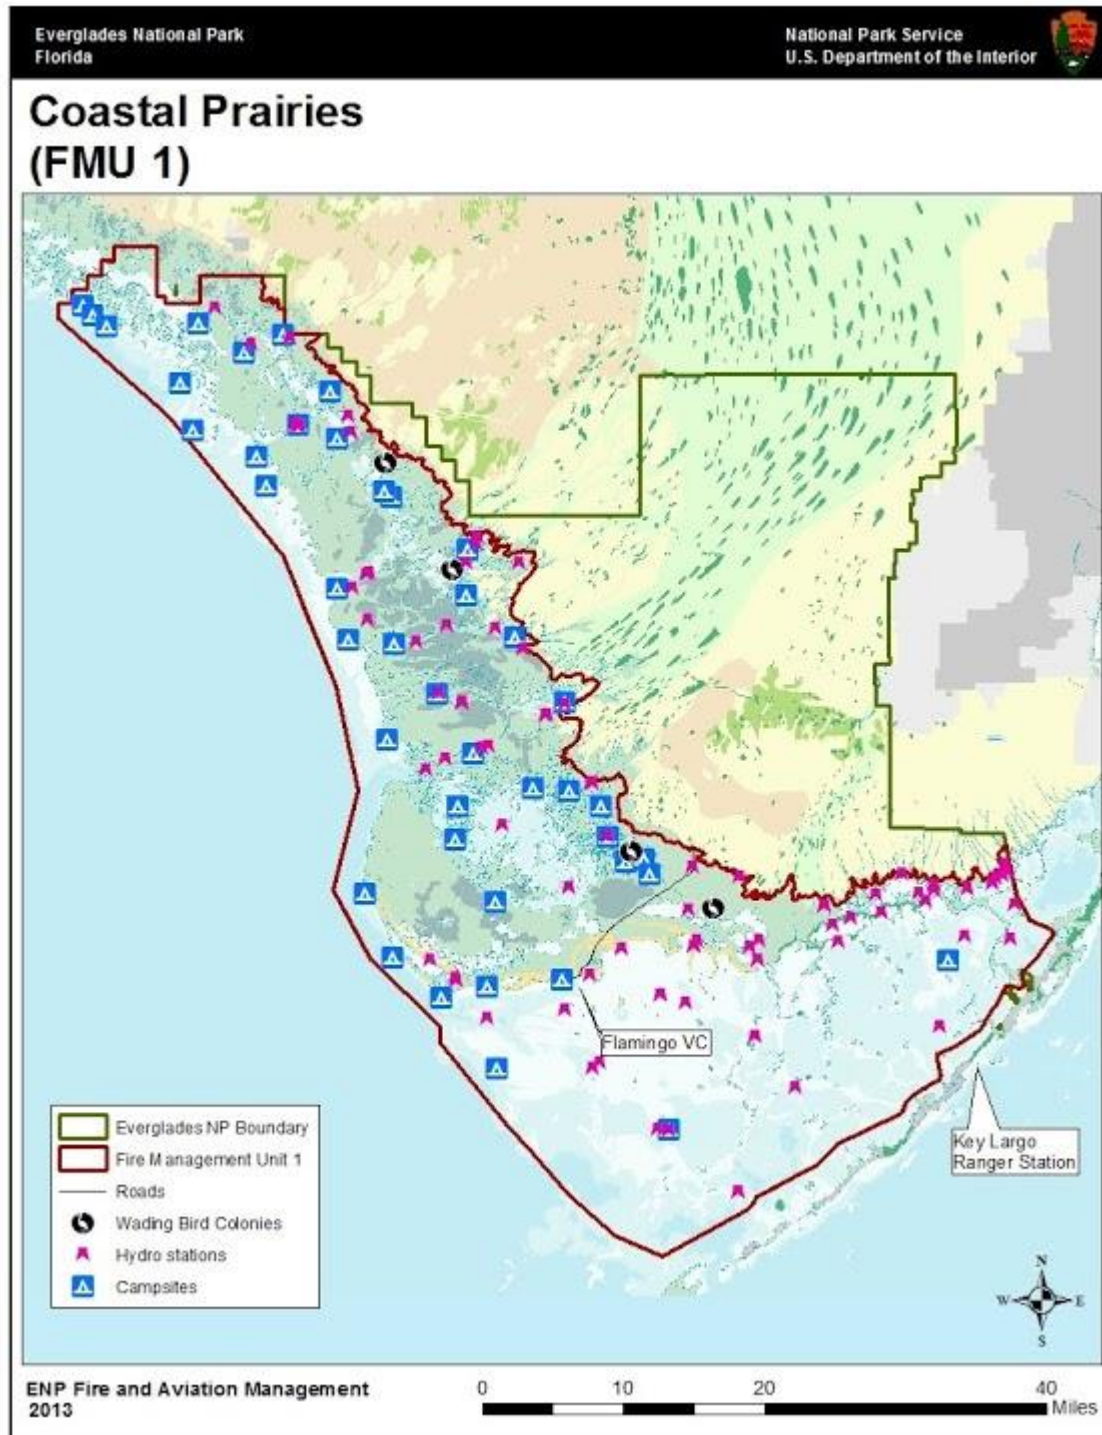 Everglades National Park
Florida
National Park Service
U.S. Department of the Interior
Coastal Prairies
(FMU 1)
Flamingo VC
Key Largo
Ranger Station
Everglades NP Boundary
Fire Management Unit 1
Roads
Wading Bird Colonies
Hydro stations
Campsites
N
W E
S
ENP Fire and Aviation Management
2013
0 10 20 40
Miles